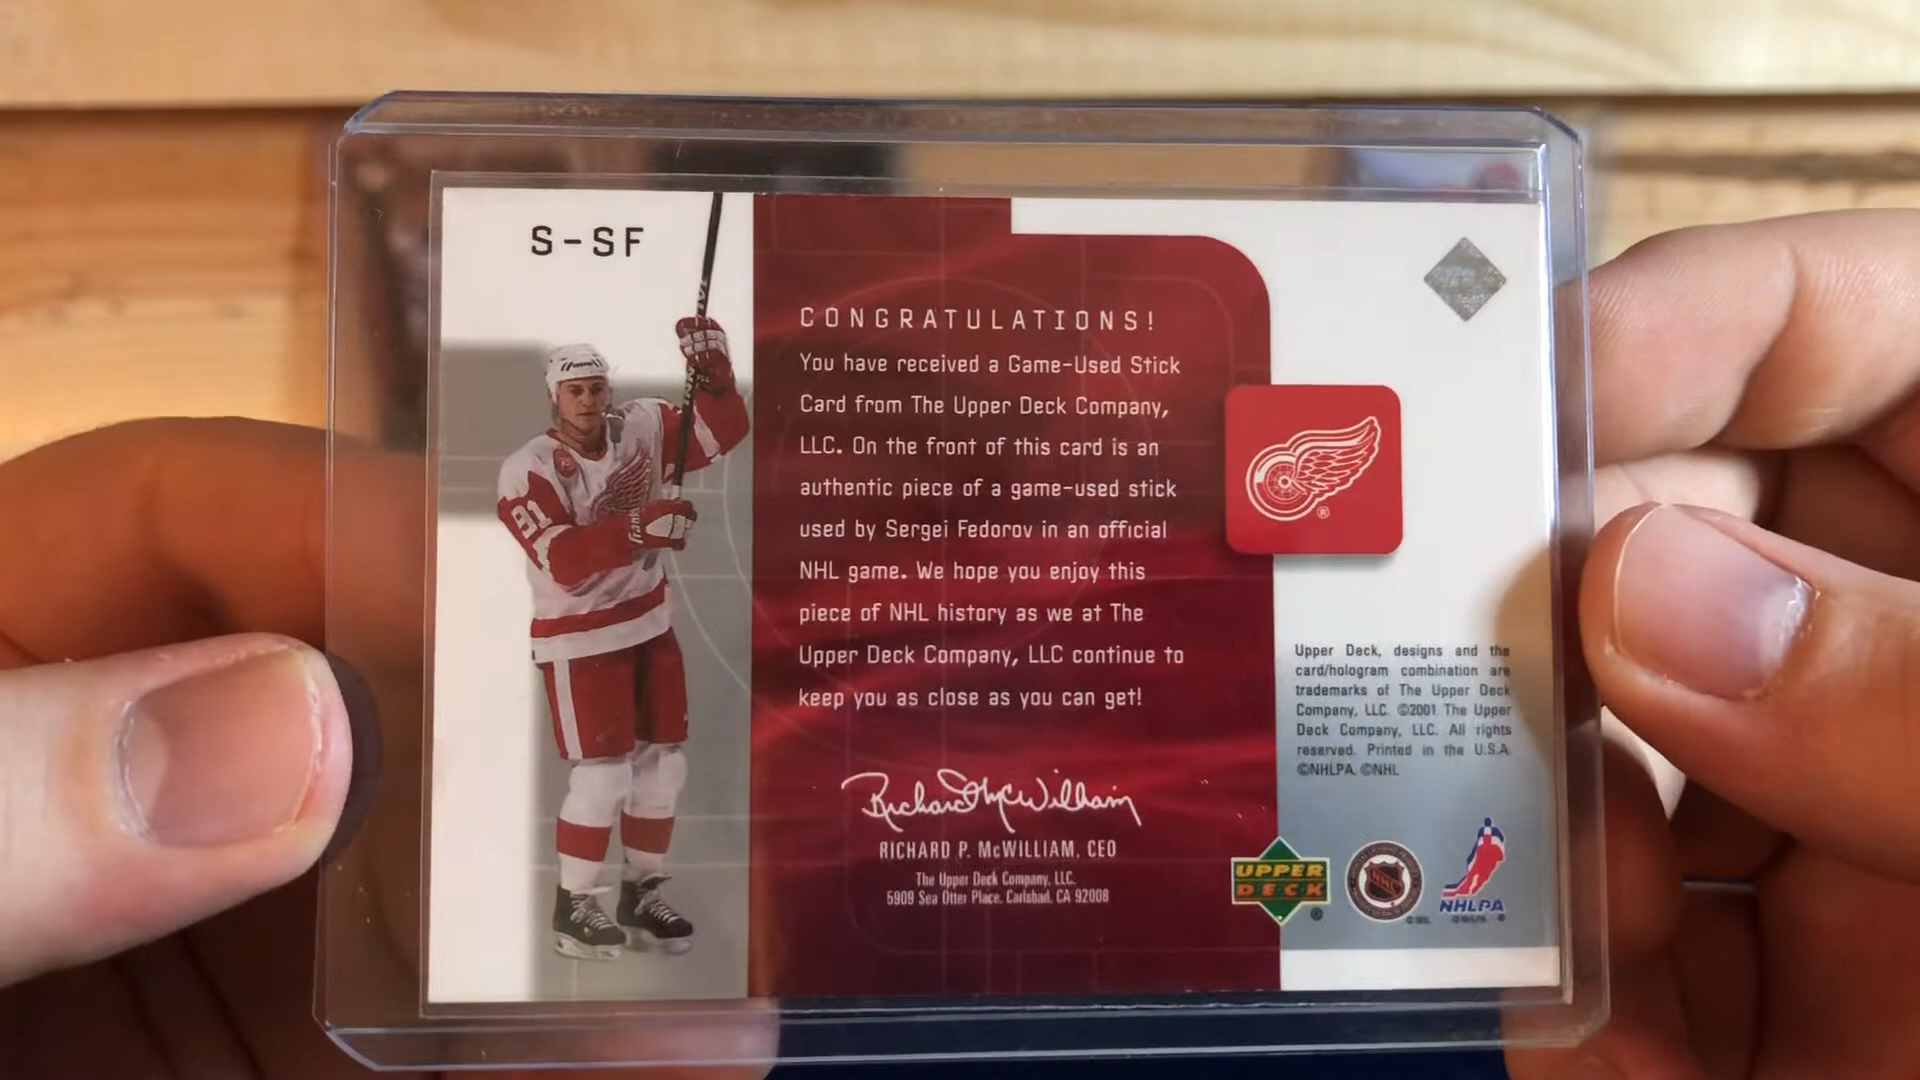 S-SF
CONGRATULATIONS!
You have received a Game-Used Stick
Card from The Upper Deck Company,
LLC. On the front of this card is an
authentic piece of a game-used stick
used by Sergei Fedorov in an official
NHL game. We hope you enjoy this
piece of NHL history as we at The
Upper Deck Company, LLC continue to
keep you as close as you can get!
Richard McWilliam
RICHARD P. McWILLIAM, CEO
The Upper Deck Company, LLC.
5909 Sea Otter Place, Carlsbad, CA 92008
91
®
Upper Deck, designs and the
card/hologram combination are
trademarks of The Upper Deck
Company, LLC. ©2001 The Upper
Deck Company, LLC. All rights
reserved. Printed in the U.S.A.
©NHLPA. ©NHL
UPPER
DECK
®
NHL
NHLPA